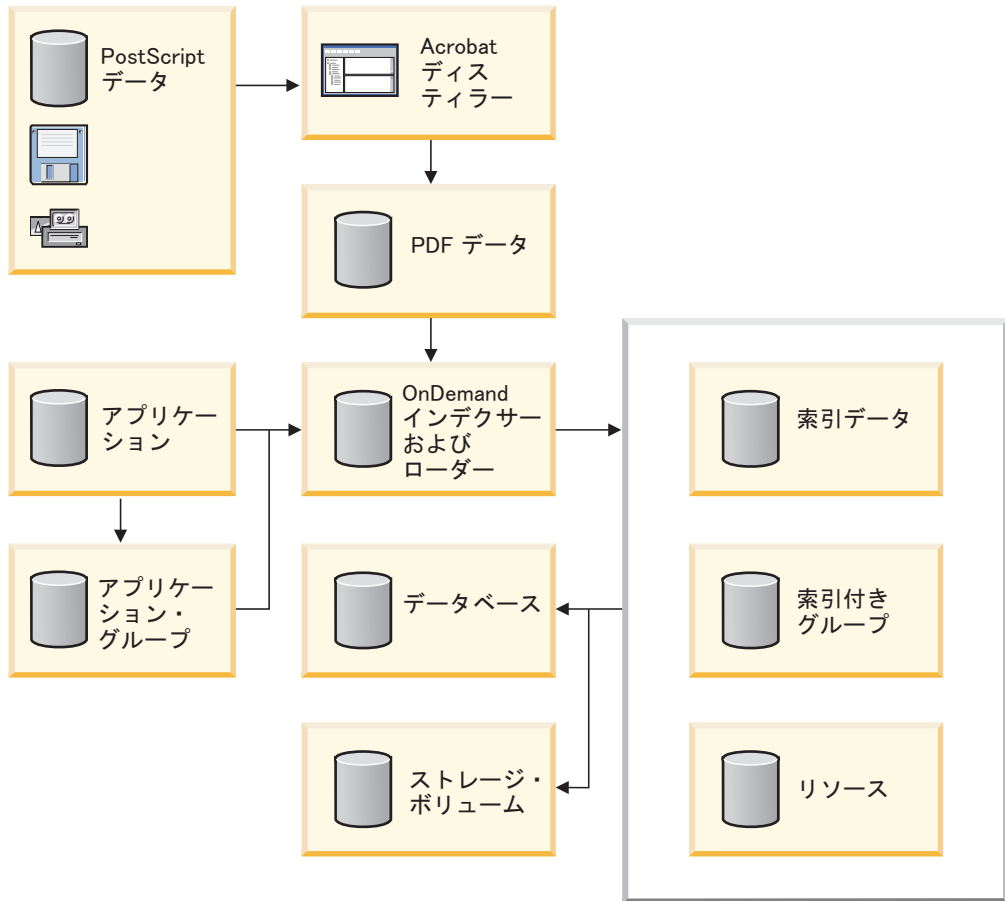 PostScript
データ
Acrobat
ディス
ティラー
PDF データ
アプリケー
ション
OnDemand
インデクサー
および
ローダー
索引データ
アプリケー
ション・
グループ
データベース
索引付き
グループ
ストレージ・
ボリューム
リソース